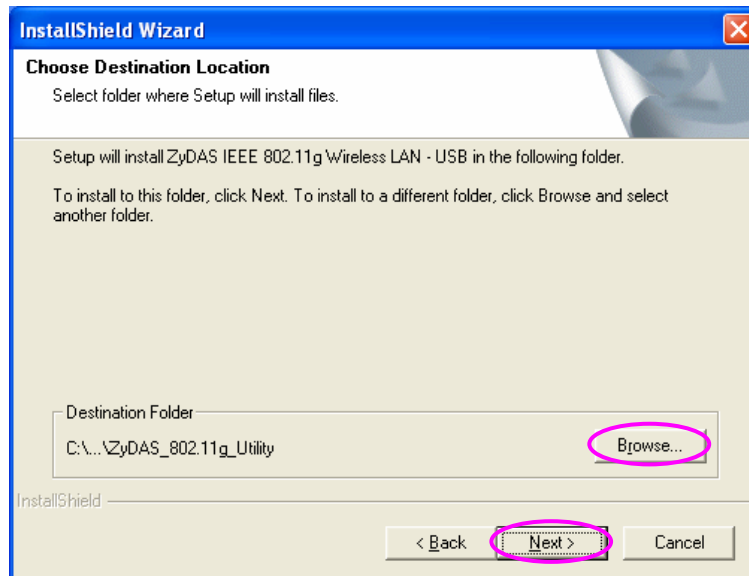 InstallShield Wizard
Choose Destination Location
Select folder where Setup will install files.
Setup will install ZyDAS IEEE 802.11g Wireless LAN - USB in the following folder.
To install to this folder, click Next. To install to a different folder, click Browse and select
another folder.
Destination Folder
C:\...\ZyDAS_802.11g_Utility
Browse...
InstallShield
< Back
Next >
Cancel